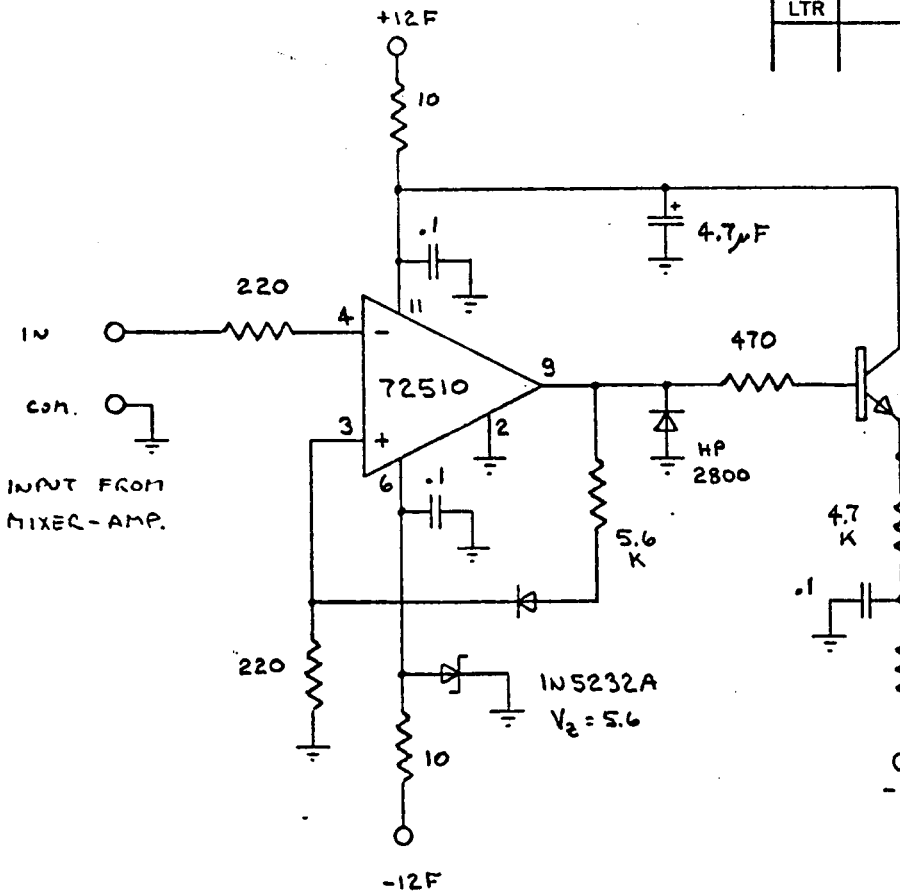 +12F
LTR
10
.1
4.7μF
220
11
IN
4
-
470
9
72510
COM.
3
+
2
HP
2800
6
.1
INPUT FROM
MIXER-AMP.
5.6
K
4.7
K
.1
220
1N5232A
Vz = 5.6
10
-
-12F